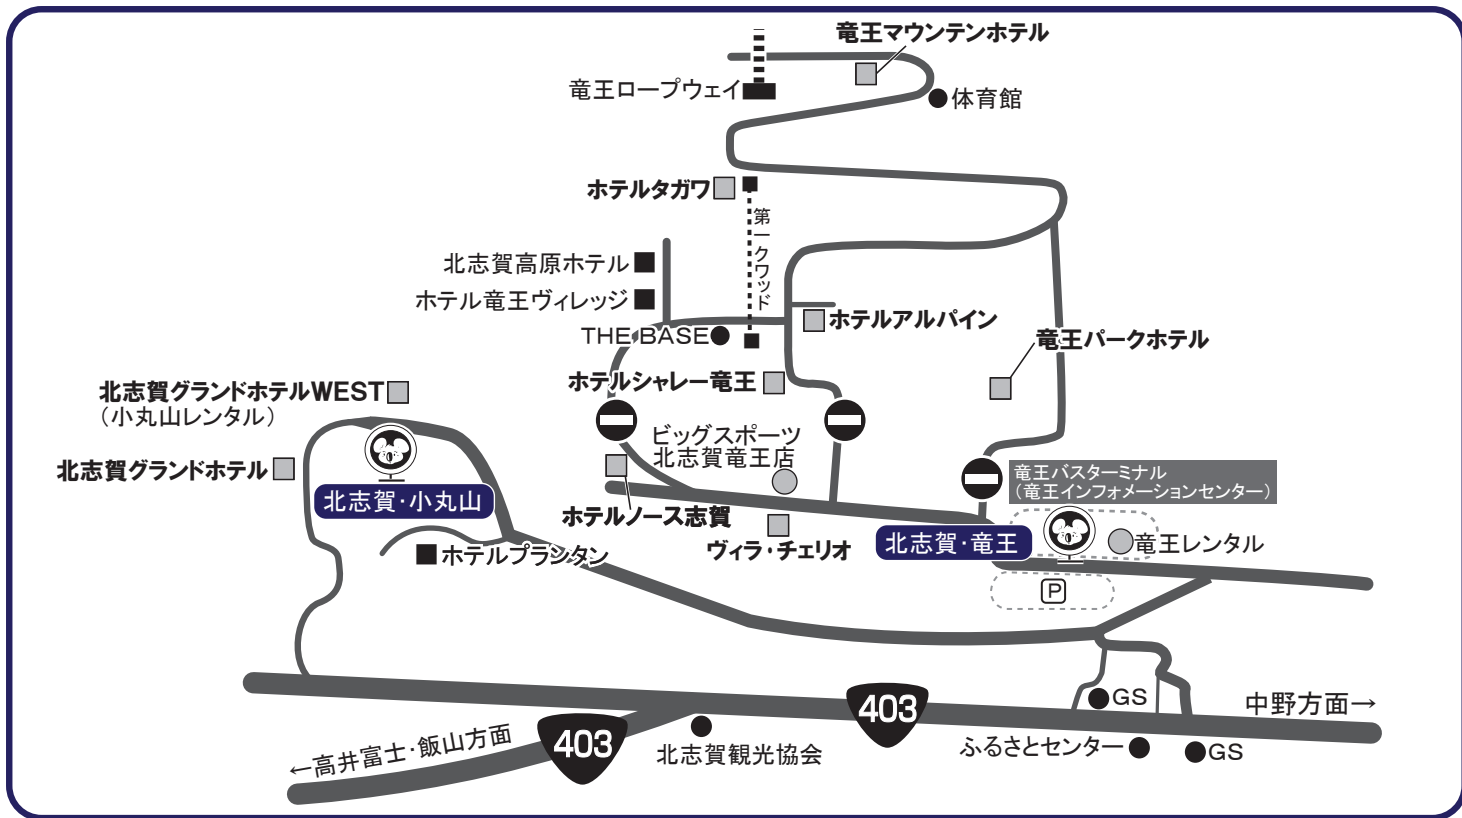 竜王マウンテンホテル
竜王ロープウェイ
体育館
ホテルタガワ
第一クワッド
北志賀高原ホテル
ホテル竜王ヴィレッジ
THE BASE
ホテルアルパイン
竜王パークホテル
北志賀グランドホテルWEST
（小丸山レンタル）
ホテルシャレー竜王
ビッグスポーツ
北志賀竜王店
北志賀グランドホテル
北志賀・小丸山
竜王バスターミナル
（竜王インフォメーションセンター）
ホテルノース志賀
ヴィラ・チェリオ
北志賀・竜王
竜王レンタル
ホテルプランタン
P
GS
中野方面→
403
403
←高井富士・飯山方面
北志賀観光協会
ふるさとセンター
GS